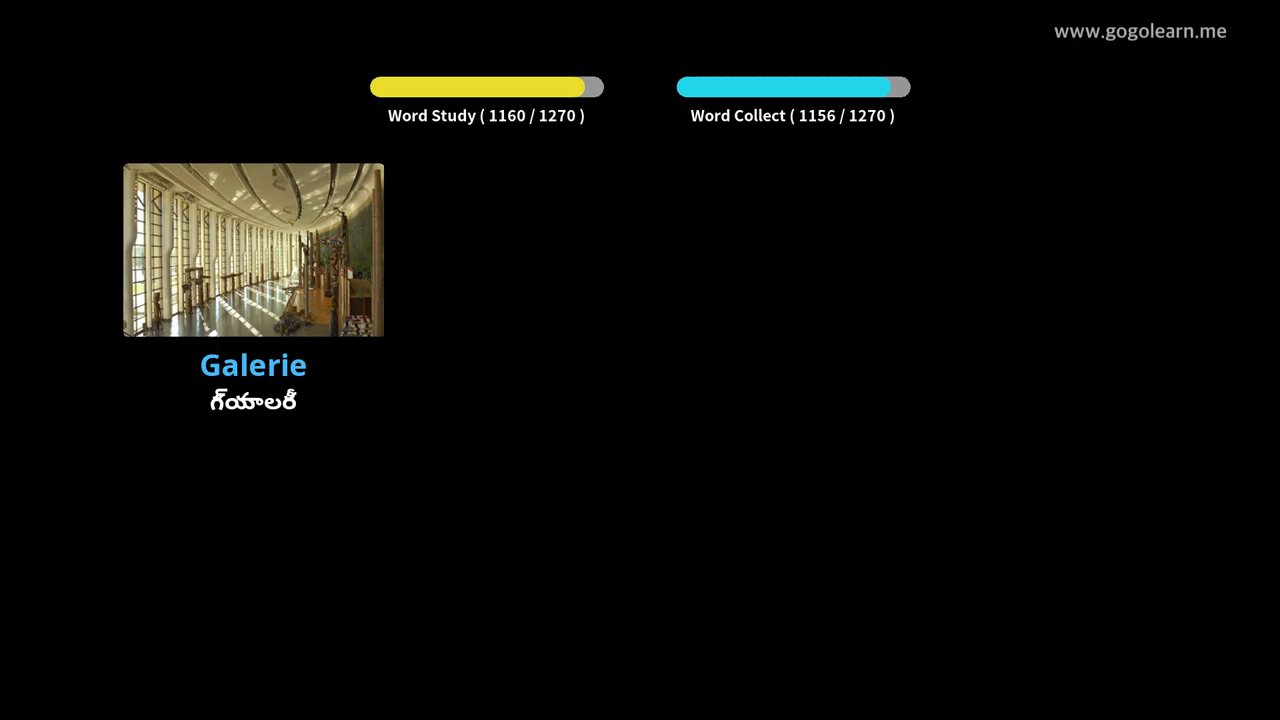 www.gogolearn.me
Word Study ( 1160 / 1270 )
Word Collect ( 1156 / 1270 )
Galerie
గ్‌యాలరీ